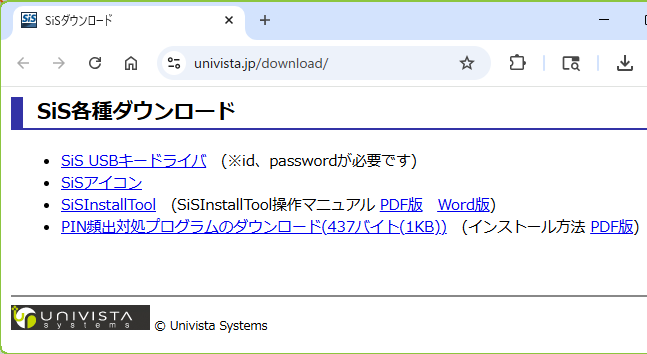 SiS SiSダウンロード
univista.jp/download/
SiS各種ダウンロード
SiS USBキードライバ (※id、passwordが必要です)
SiSアイコン
SiSInstallTool (SiSInstallTool操作マニュアル PDF版 Word版)
PIN頻出対処プログラムのダウンロード(437バイト(1KB)) (インストール方法 PDF版)
UNIVISTA
systems
© Univista Systems